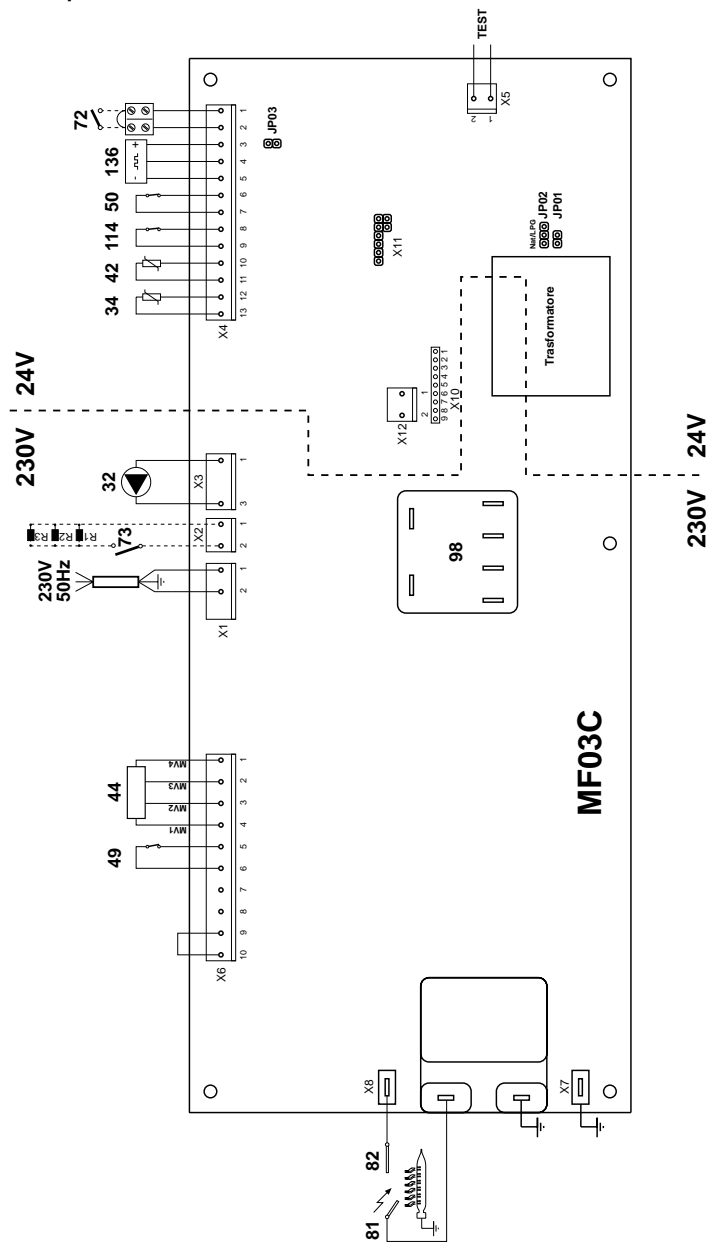 24V
230V
72
136
- +
50
114
42
34
JP03
1 2 3 4 5 6 7 8 9 10 11 12 13
X4
TEST
X5
2 1
Nat/LPG
JP02
JP01
X11
Trasformatore
X12
2 1
9 8 7 6 5 4 3 2 1
X10
24V
230V
32
X3
3 1
R3
R2
R1
73
X2
2 1
230V
50Hz
X1
2 1
98
MF03C
44
MV4
MV3
MV2
MV1
49
1 2 3 4 5 6 7 8 9 10
X6
X8
82
81
X7